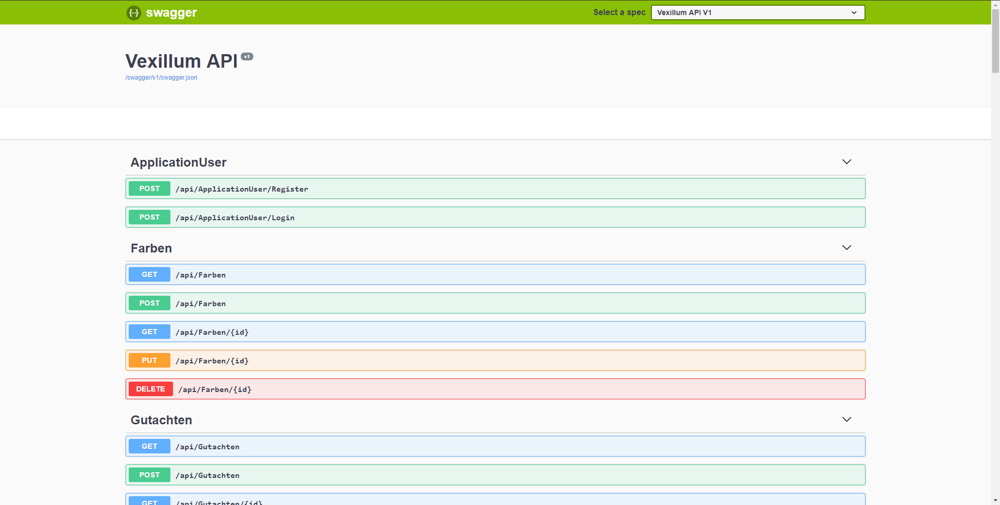 swagger
Select a spec
Vexillum API V1
Vexillum API v1
/swagger/v1/swagger.json
ApplicationUser
POST /api/ApplicationUser/Register
POST /api/ApplicationUser/Login
Farben
GET /api/Farben
POST /api/Farben
GET /api/Farben/{id}
PUT /api/Farben/{id}
DELETE /api/Farben/{id}
Gutachten
GET /api/Gutachten
POST /api/Gutachten
GET /api/Gutachten/{id}